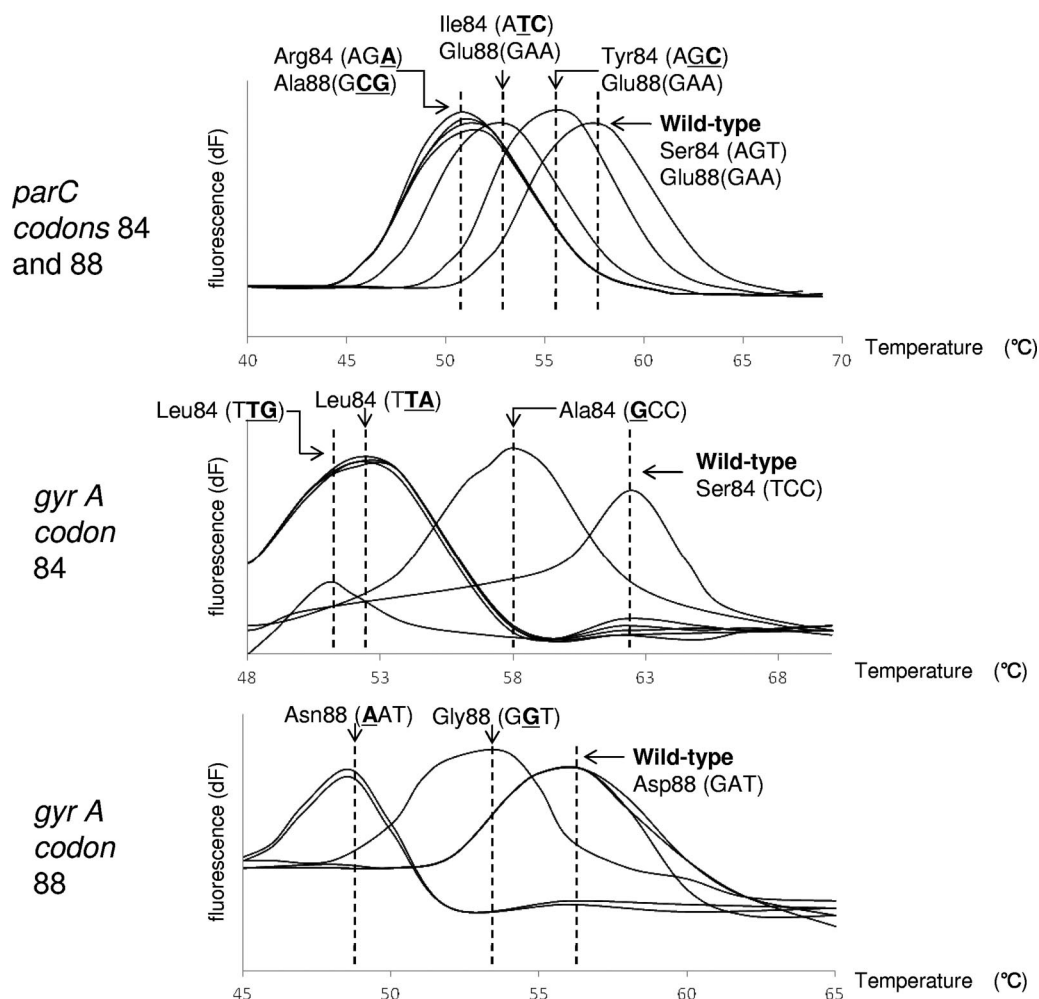 parC
codons 84
and 88
fluorescence (dF)
Arg84 (AGA)
Ala88(GCG)
Ile84 (ATC)
Glu88(GAA)
Tyr84 (AGC)
Glu88(GAA)
Wild-type
Ser84 (AGT)
Glu88(GAA)
40 45 50 55 60 65 70
Temperature (°C)
gyr A
codon
84
fluorescence (dF)
Leu84 (TTG)
Leu84 (TTA)
Ala84 (GCC)
Wild-type
Ser84 (TCC)
48 53 58 63 68
Temperature (°C)
gyr A
codon
88
fluorescence (dF)
Asn88 (AAT)
Gly88 (GGT)
Wild-type
Asp88 (GAT)
45 50 55 60 65
Temperature (°C)